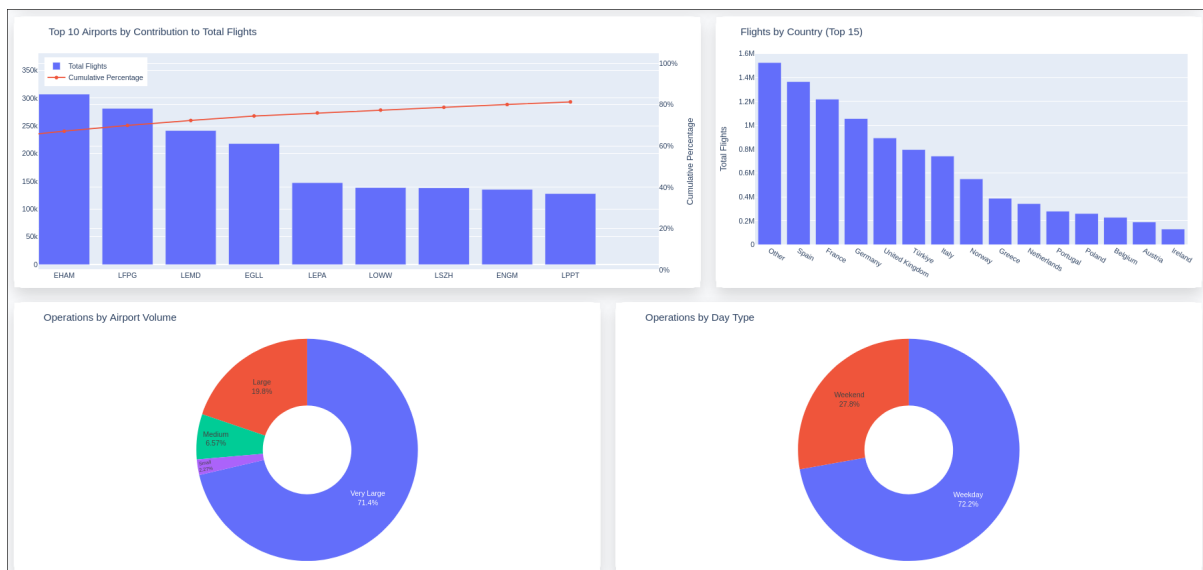 Top 10 Airports by Contribution to Total Flights
Total Flights
Cumulative Percentage
350k
300k
250k
200k
150k
100k
50k
0
100%
80%
60%
40%
20%
0%
Cumulative Percentage
EHAM LFPG LEMD EGLL LEPA LOWW LSZH ENGM LPPT
Flights by Country (Top 15)
Total Flights
1.6M
1.4M
1.2M
1M
0.8M
0.6M
0.4M
0.2M
0
Other Spain France Germany United Kingdom Türkiye Italy Norway Greece Netherlands Portugal Poland Belgium Austria Ireland
Operations by Airport Volume
Large
19.8%
Medium
6.57%
Small
Very Large
71.4%
Operations by Day Type
Weekend
27.8%
Weekday
72.2%